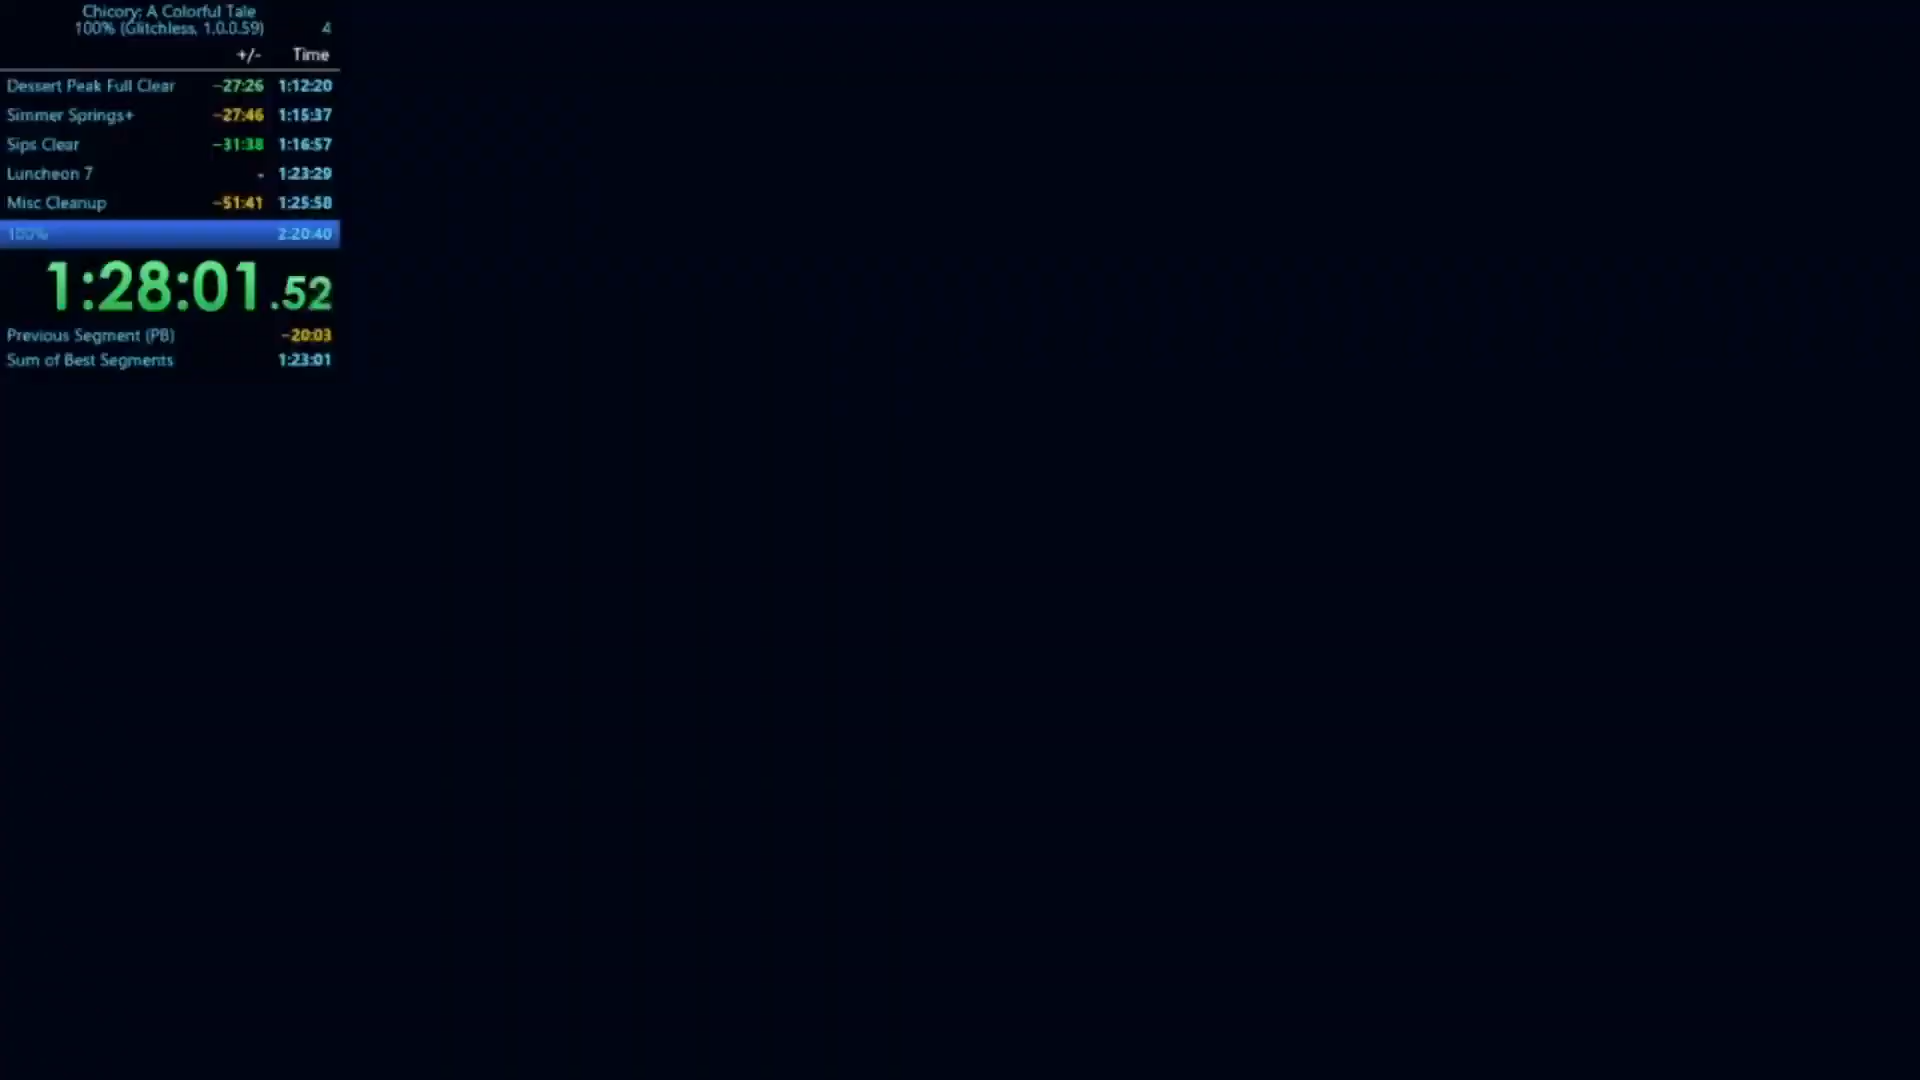 Chicory: A Colorful Tale
100% (Glitchless, 1.0.0.59) 4
+/- Time
Dessert Peak Full Clear -27:26 1:12:20
Simmer Springs+ -27:46 1:15:37
Sips Clear -31:38 1:16:57
Luncheon 7 - 1:23:29
Misc Cleanup -51:41 1:25:58
100% 2:20:40
1:28:01.52
Previous Segment (PB) -20:03
Sum of Best Segments 1:23:01